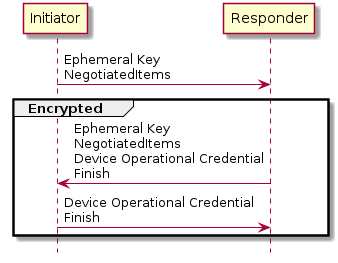 Initiator
Responder
Ephemeral Key
NegotiatedItems
Encrypted
Ephemeral Key
NegotiatedItems
Device Operational Credential
Finish
Device Operational Credential
Finish